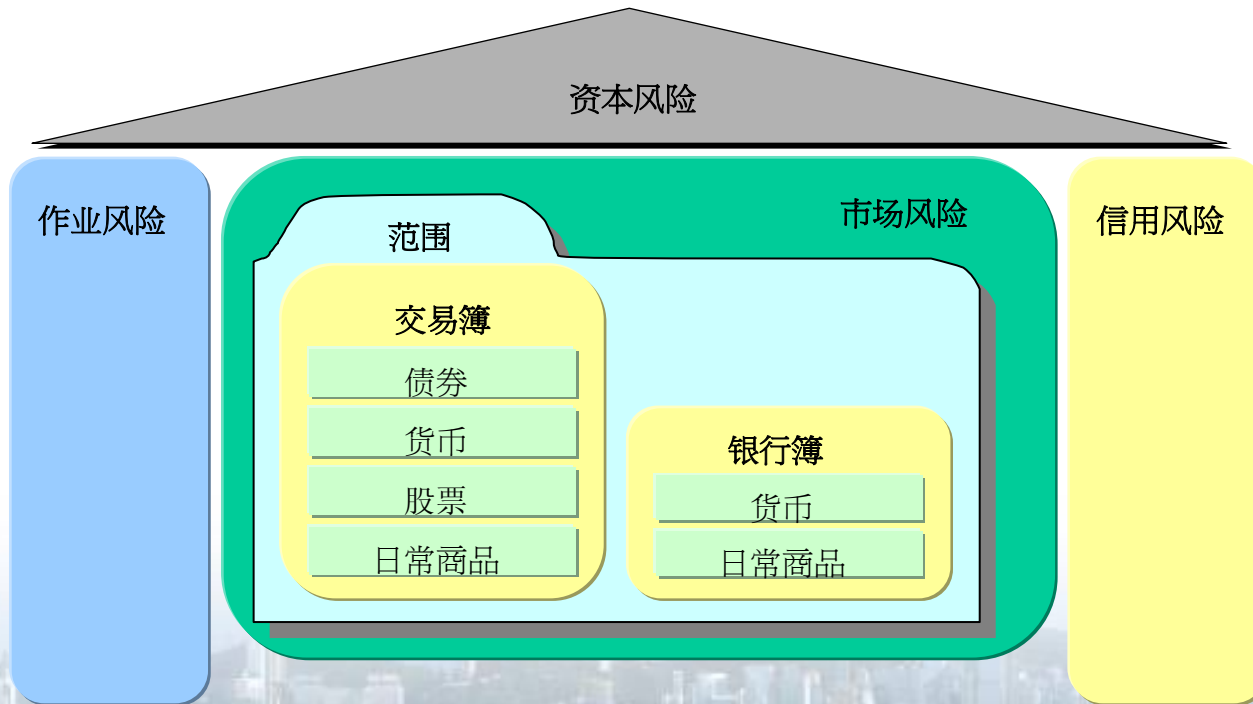 资本风险
作业风险
市场风险
信用风险
范围
交易簿
债券
货币
股票
日常商品
银行簿
货币
日常商品